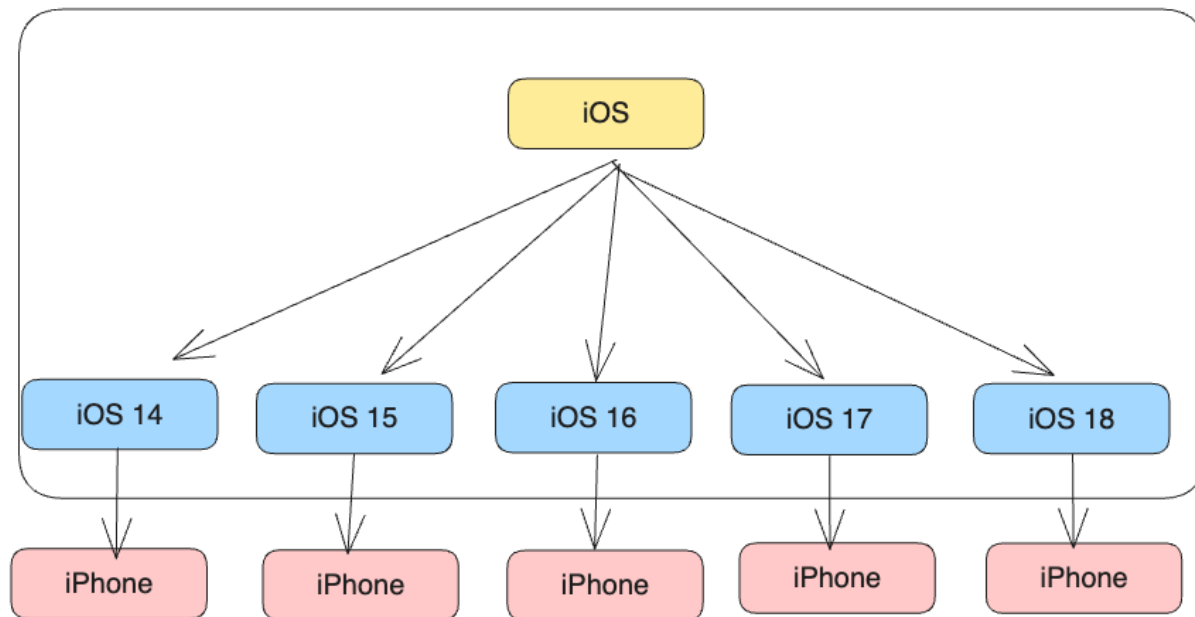 iOS
iOS 14
iOS 15
iOS 16
iOS 17
iOS 18
iPhone
iPhone
iPhone
iPhone
iPhone